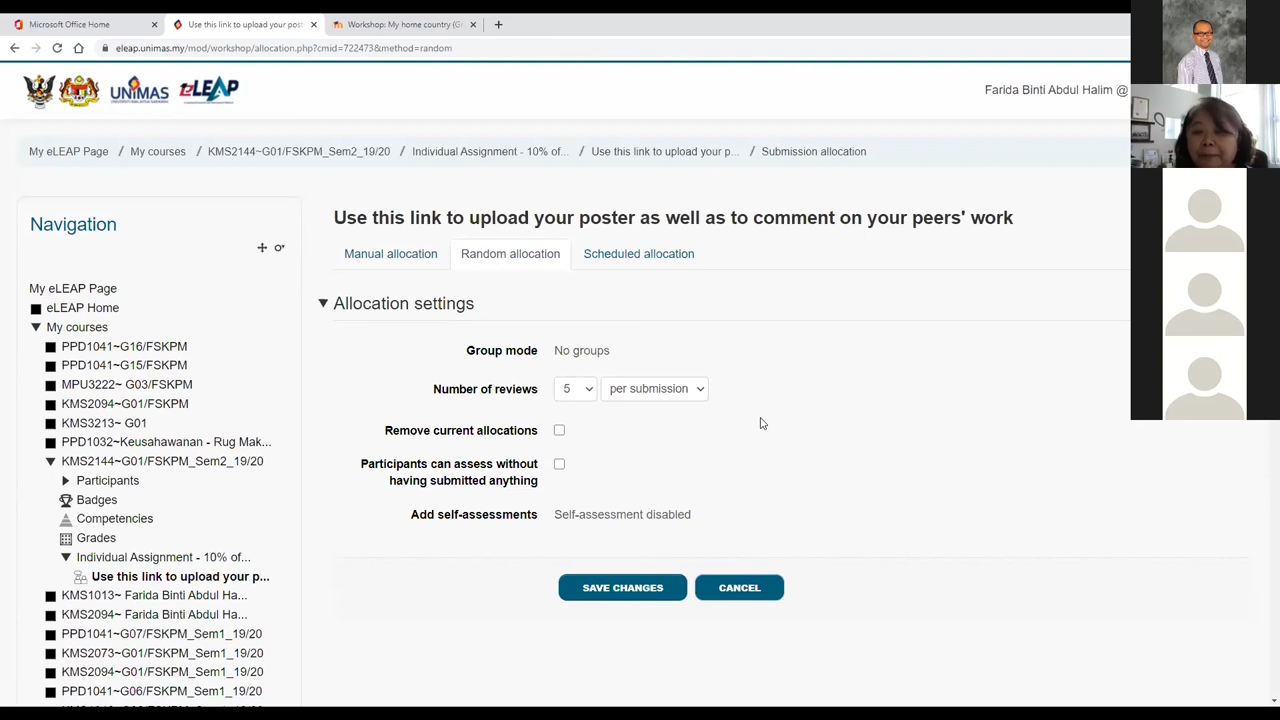 Microsoft Office Home
Use this link to upload your post
Workshop: My home country (G
eleap.unimas.my/mod/workshop/allocation.php?cmid=722473&method=random
UNIMAS
eLEAP
Farida Binti Abdul Halim @
My eLEAP Page / My courses / KMS2144~G01/FSKPM_Sem2_19/20 / Individual Assignment - 10% of... / Use this link to upload your p... / Submission allocation
Navigation
My eLEAP Page
eLEAP Home
My courses
PPD1041~G16/FSKPM
PPD1041~G15/FSKPM
MPU3222~ G03/FSKPM
KMS2094~G01/FSKPM
KMS3213~ G01
PPD1032~Keusahawanan - Rug Mak...
KMS2144~G01/FSKPM_Sem2_19/20
Participants
Badges
Competencies
Grades
Individual Assignment - 10% of...
Use this link to upload your p...
KMS1013~ Farida Binti Abdul Ha...
KMS2094~ Farida Binti Abdul Ha...
PPD1041~G07/FSKPM_Sem1_19/20
KMS2073~G01/FSKPM_Sem1_19/20
KMS2094~G01/FSKPM_Sem1_19/20
PPD1041~G06/FSKPM_Sem1_19/20
Use this link to upload your poster as well as to comment on your peers' work
Manual allocation
Random allocation
Scheduled allocation
Allocation settings
Group mode No groups
Number of reviews 5 per submission
Remove current allocations
Participants can assess without
having submitted anything
Add self-assessments Self-assessment disabled
SAVE CHANGES
CANCEL